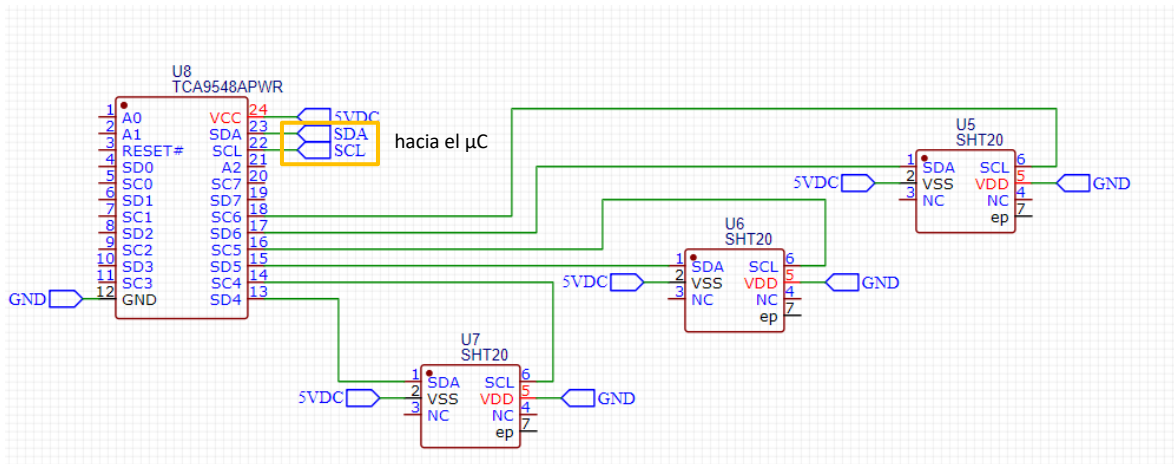 U8
TCA9548APWR
1 A0
2 A1
3 RESET#
4 SD0
5 SC0
6 SD1
7 SC1
8 SD2
9 SC2
10 SD3
11 SC3
GND 12 GND
VCC 24 5VDC
SDA 23 SDA
SCL 22 SCL
A2 21
SC7 20
SD7 19
SC6 18
SD6 17
SC5 16
SD5 15
SC4 14
SD4 13
hacia el µC
U5
SHT20
1 SDA SCL 6
5VDC 2 VSS VDD 5 GND
3 NC NC 4
ep 7
U6
SHT20
1 SDA SCL 6
5VDC 2 VSS VDD 5 GND
3 NC NC 4
ep 7
U7
SHT20
1 SDA SCL 6
5VDC 2 VSS VDD 5 GND
3 NC NC 4
ep 7